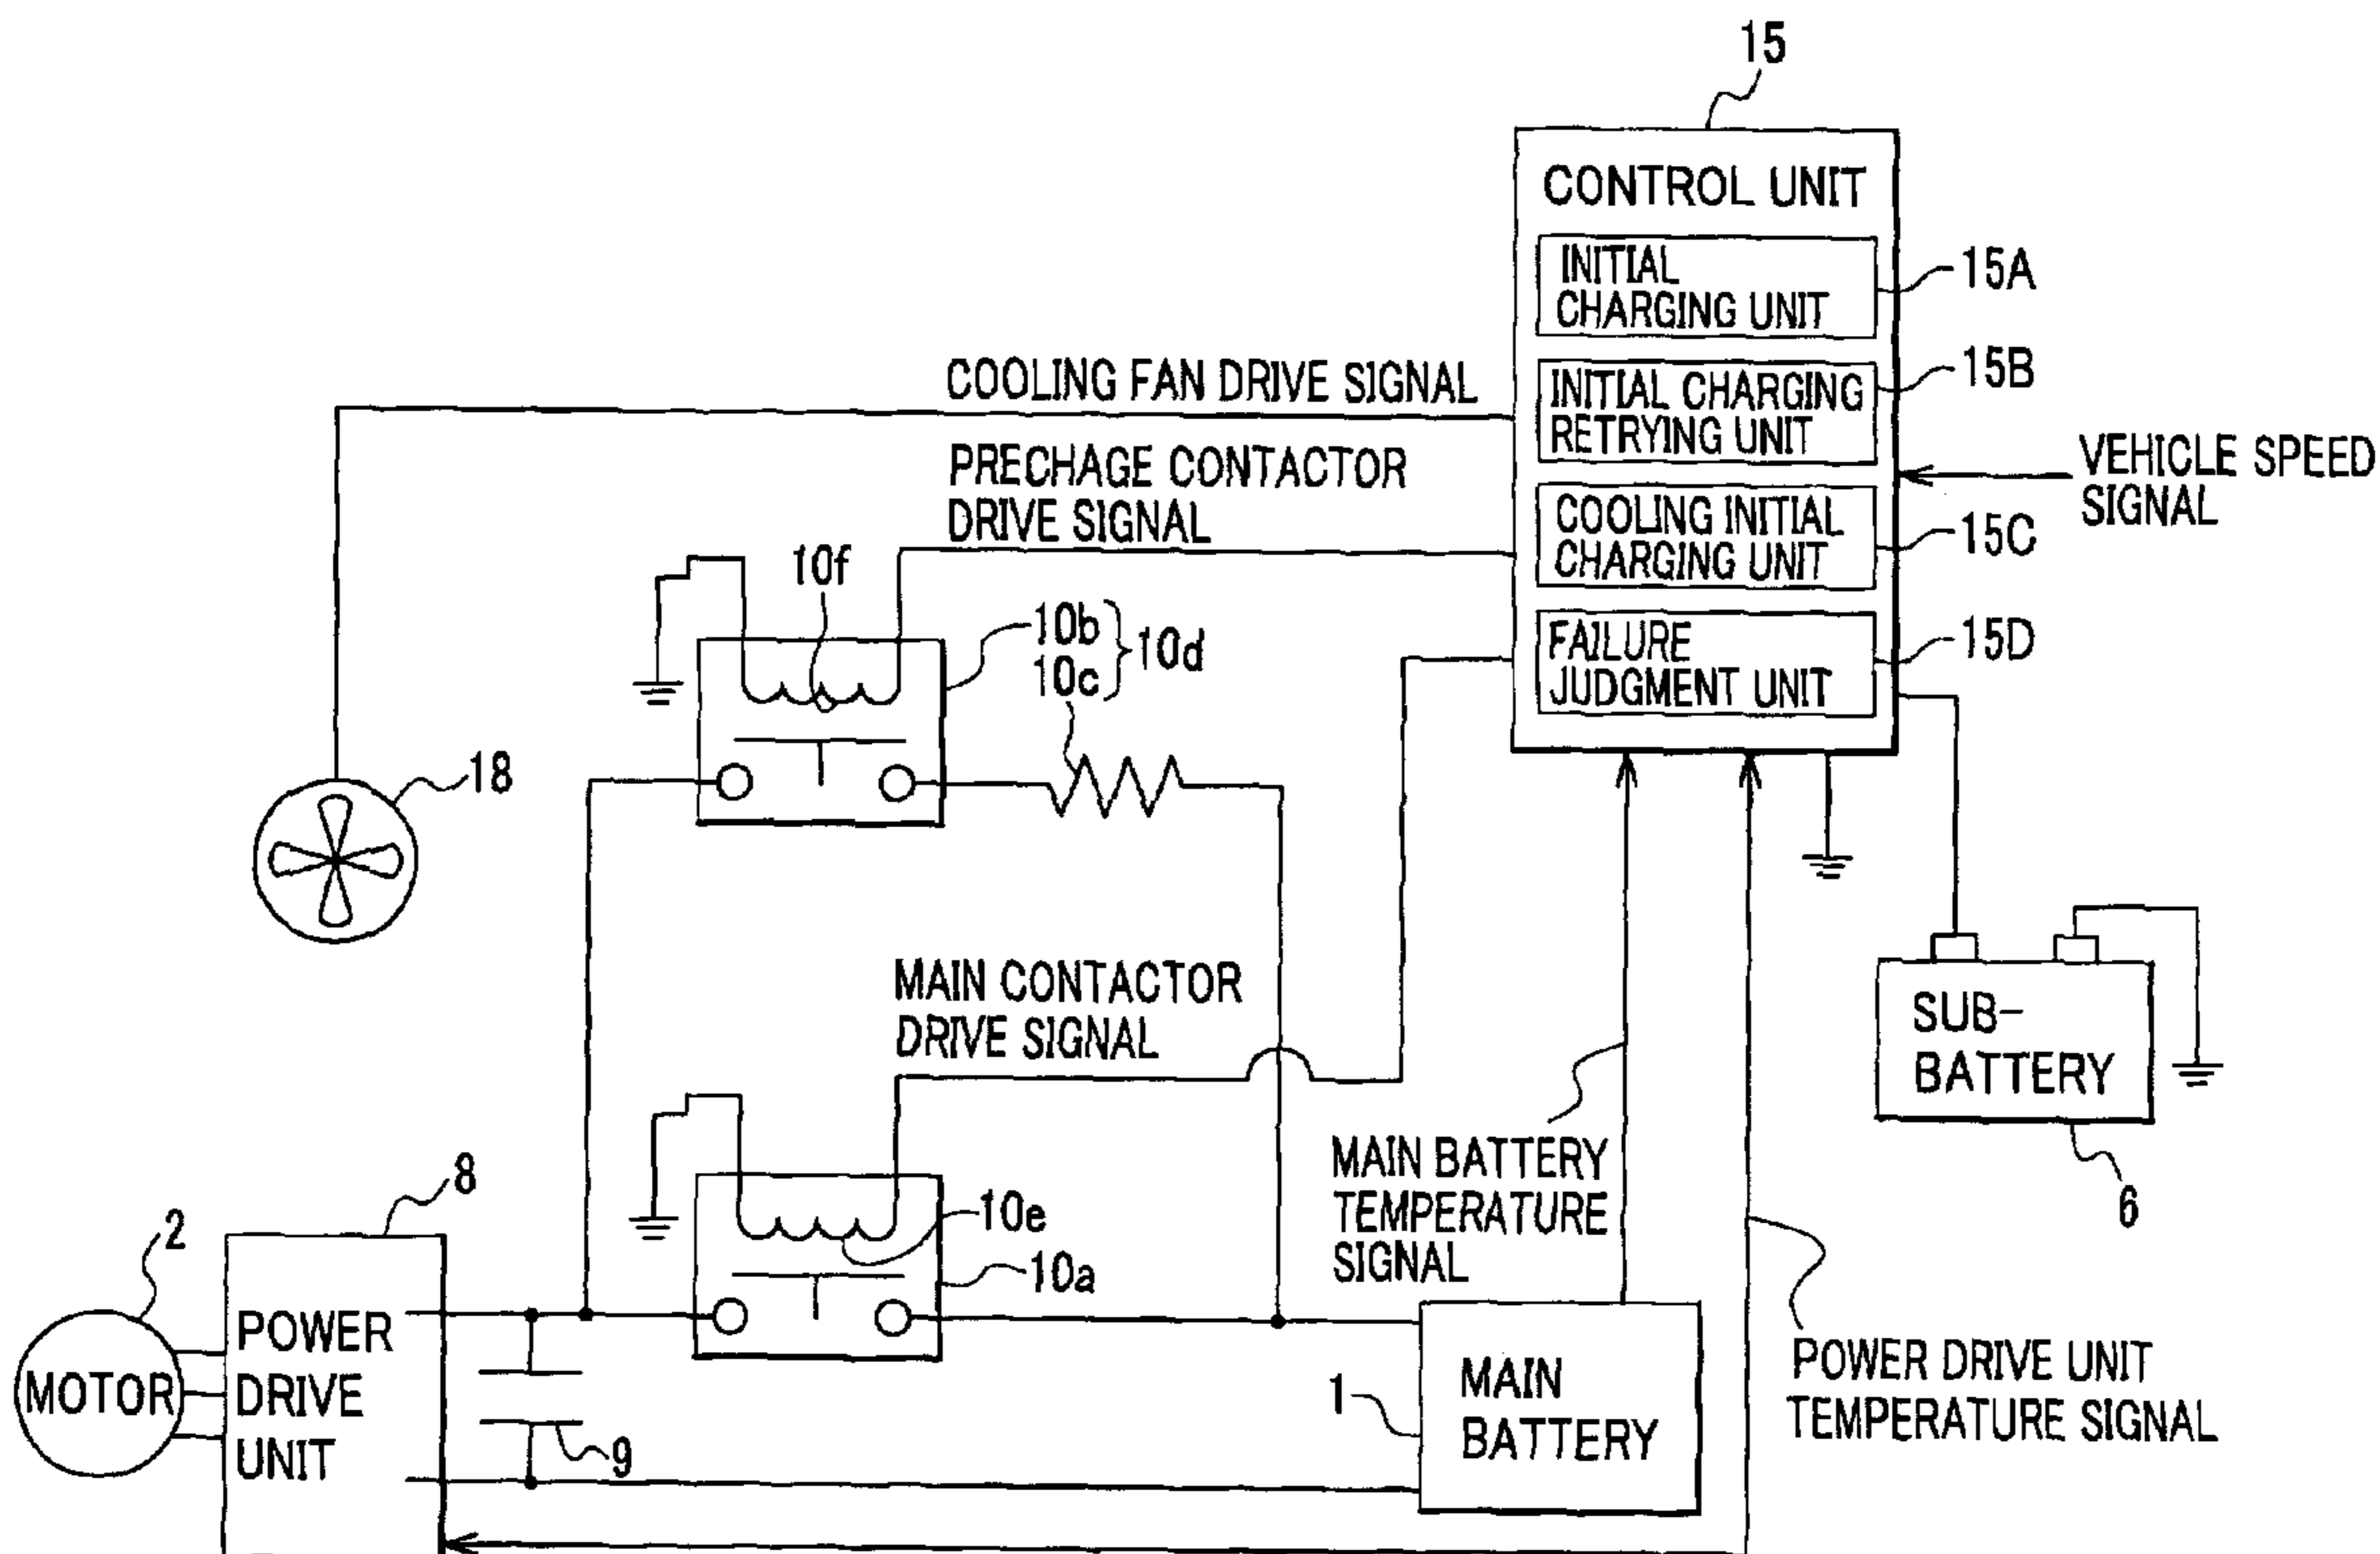 15
CONTROL UNIT
INITIAL
CHARGING UNIT
15A
INITIAL CHARGING
RETRYING UNIT
15B
COOLING INITIAL
CHARGING UNIT
15C
FAILURE
JUDGMENT UNIT
15D
VEHICLE SPEED
SIGNAL
COOLING FAN DRIVE SIGNAL
PRECHAGE CONTACTOR
DRIVE SIGNAL
10f
10b
10c
10d
18
MAIN CONTACTOR
DRIVE SIGNAL
SUB-
BATTERY
6
MAIN BATTERY
TEMPERATURE
SIGNAL
10e
10a
8
2
MOTOR
POWER
DRIVE
UNIT
9
1
MAIN
BATTERY
POWER DRIVE UNIT
TEMPERATURE SIGNAL